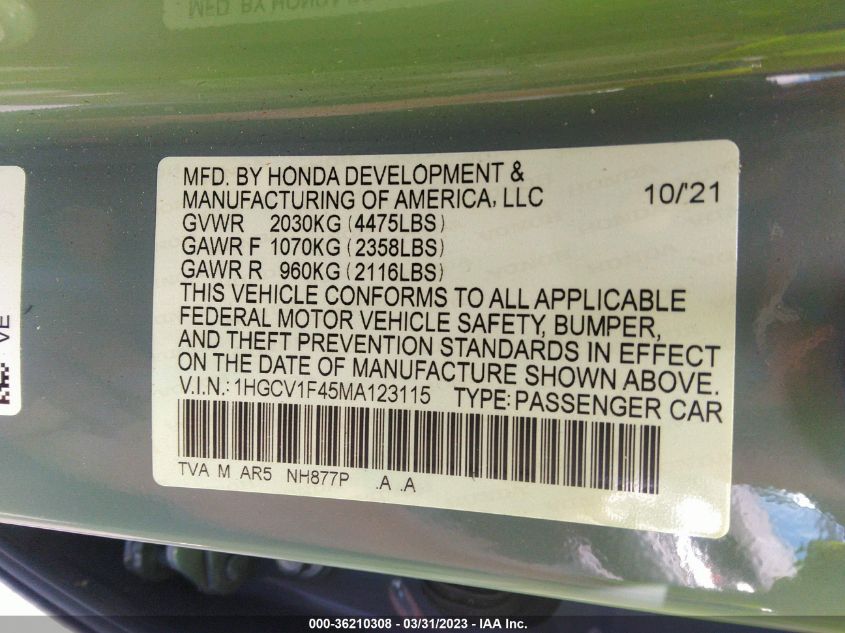 MFD. BY HONDA DEVELOPMENT &
MANUFACTURING OF AMERICA, LLC 10/'21
GVWR 2030KG (4475LBS)
GAWR F 1070KG (2358LBS)
GAWR R 960KG (2116LBS)
THIS VEHICLE CONFORMS TO ALL APPLICABLE
FEDERAL MOTOR VEHICLE SAFETY, BUMPER,
AND THEFT PREVENTION STANDARDS IN EFFECT
ON THE DATE OF MANUFACTURE SHOWN ABOVE.
V.I.N.: 1HGCV1F45MA123115 TYPE: PASSENGER CAR
TVA M AR5 NH877P .A .A
VE
000-36210308 / 03/31/2023 / © IAA Inc.